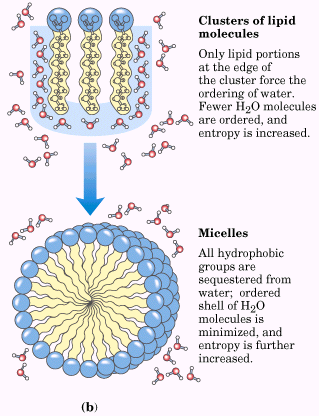 Clusters of lipid
molecules
Only lipid portions
at the edge of
the cluster force the
ordering of water.
Fewer H₂O molecules
are ordered, and
entropy is increased.
Micelles
All hydrophobic
groups are
sequestered from
water; ordered
shell of H₂O
molecules is
minimized, and
entropy is further
increased.
(b)